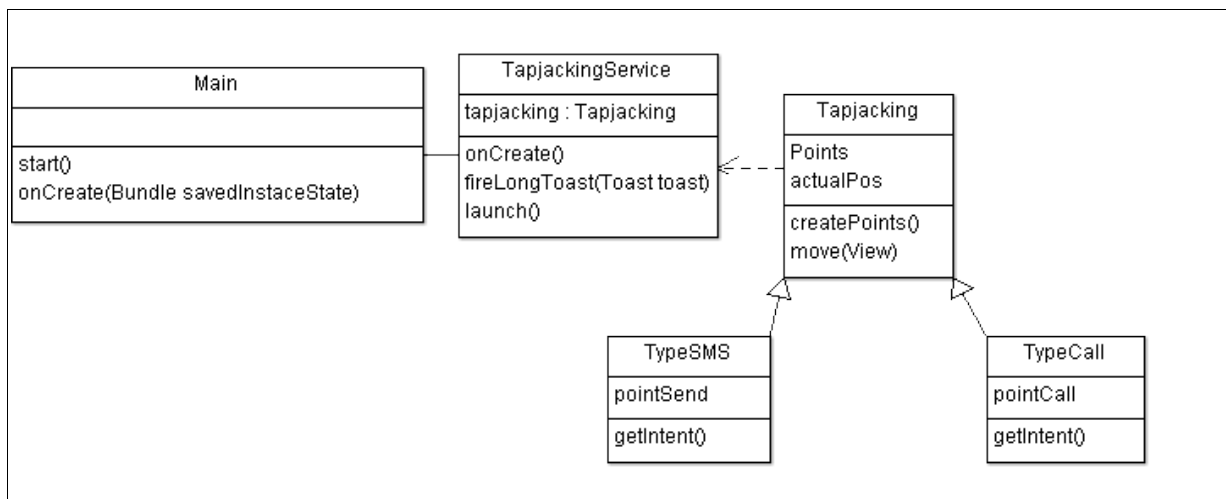 Main
start()
onCreate(Bundle savedInstaceState)
TapjackingService
tapjacking : Tapjacking
onCreate()
fireLongToast(Toast toast)
launch()
Tapjacking
Points
actualPos
createPoints()
move(View)
TypeSMS
pointSend
getIntent()
TypeCall
pointCall
getIntent()